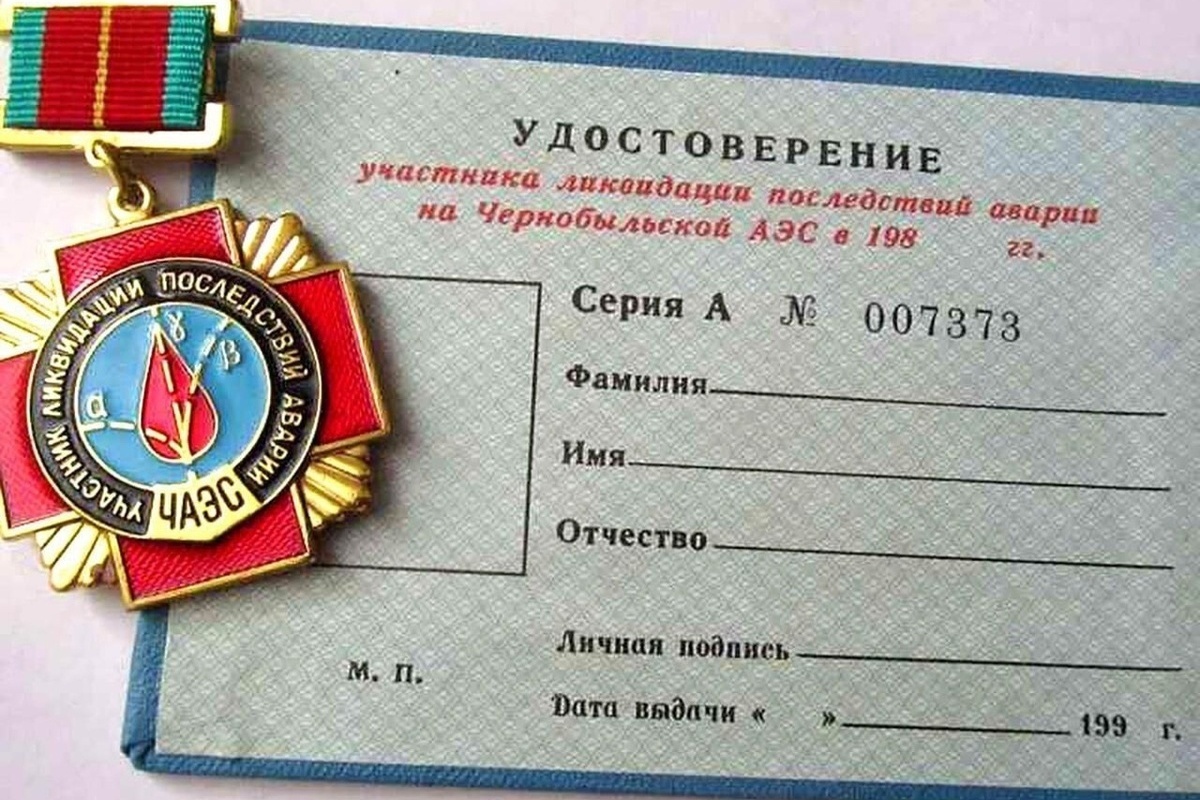 УЧАСТНИК ЛИКВИДАЦИИ ПОСЛЕДСТВИЙ АВАРИИ
ЧАЭС
α γ β
УДОСТОВЕРЕНИЕ
участника ликвидации последствий аварии
на Чернобыльской АЭС в 198 гг.
Серия А № 007373
Фамилия
Имя
Отчество
Личная подпись
Дата выдачи « » 199 г.
М. П.